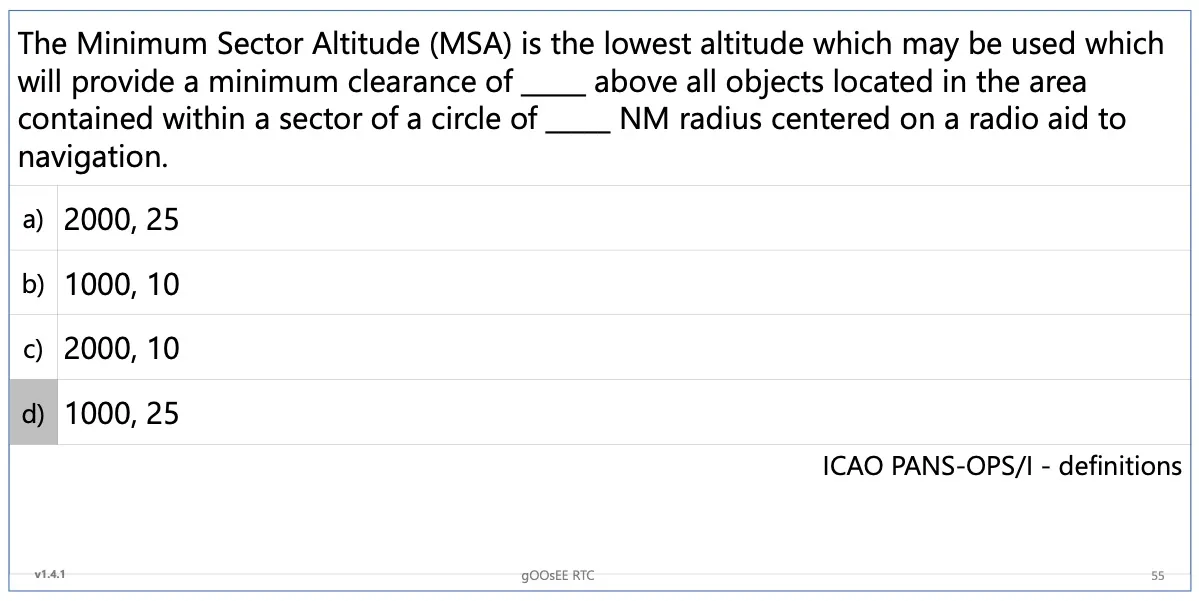 The Minimum Sector Altitude (MSA) is the lowest altitude which may be used which
will provide a minimum clearance of _____ above all objects located in the area
contained within a sector of a circle of _____ NM radius centered on a radio aid to
navigation.
a) 2000, 25
b) 1000, 10
c) 2000, 10
d) 1000, 25
ICAO PANS-OPS/I - definitions
v1.4.1 gOOsEE RTC 55